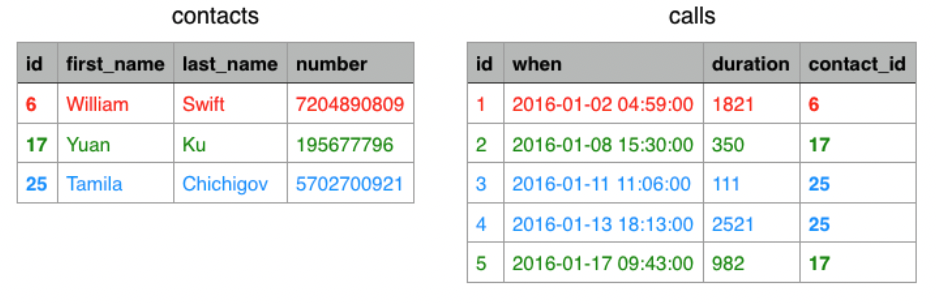 contacts
id first_name last_name number
6 William Swift 7204890809
17 Yuan Ku 195677796
25 Tamila Chichigov 5702700921
calls
id when duration contact_id
1 2016-01-02 04:59:00 1821 6
2 2016-01-08 15:30:00 350 17
3 2016-01-11 11:06:00 111 25
4 2016-01-13 18:13:00 2521 25
5 2016-01-17 09:43:00 982 17